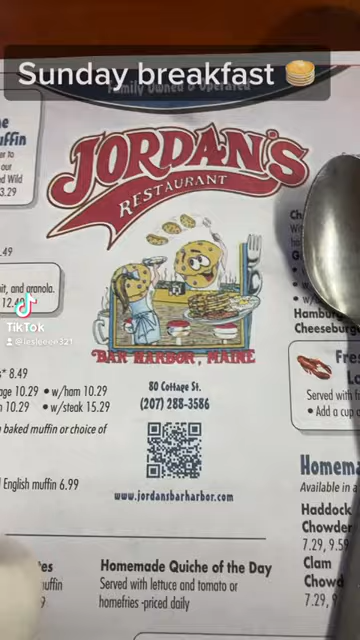 Sunday breakfast
Family Owned & Operated
JORDAN'S
RESTAURANT
BAR HARBOR, MAINE
80 Cottage St.
(207) 288-3586
www.jordansbarharbor.com
Homemade Quiche of the Day
Served with lettuce and tomato or
homefries -priced daily
uffin
er to
our
d Wild
3.29
.49
it, and granola.
12.49
TikTok
@lesleeee321
* 8.49
age 10.29 • w/ham 10.29
10.29 • w/steak 15.29
baked muffin or choice of
English muffin 6.99
uffin
Hamburg
Cheeseburge
Fres
Served with f
• Add a cup o
Homema
Available in a
Haddock
Chowder
7.29, 9.59
Clam
Chowd
7.29, 9